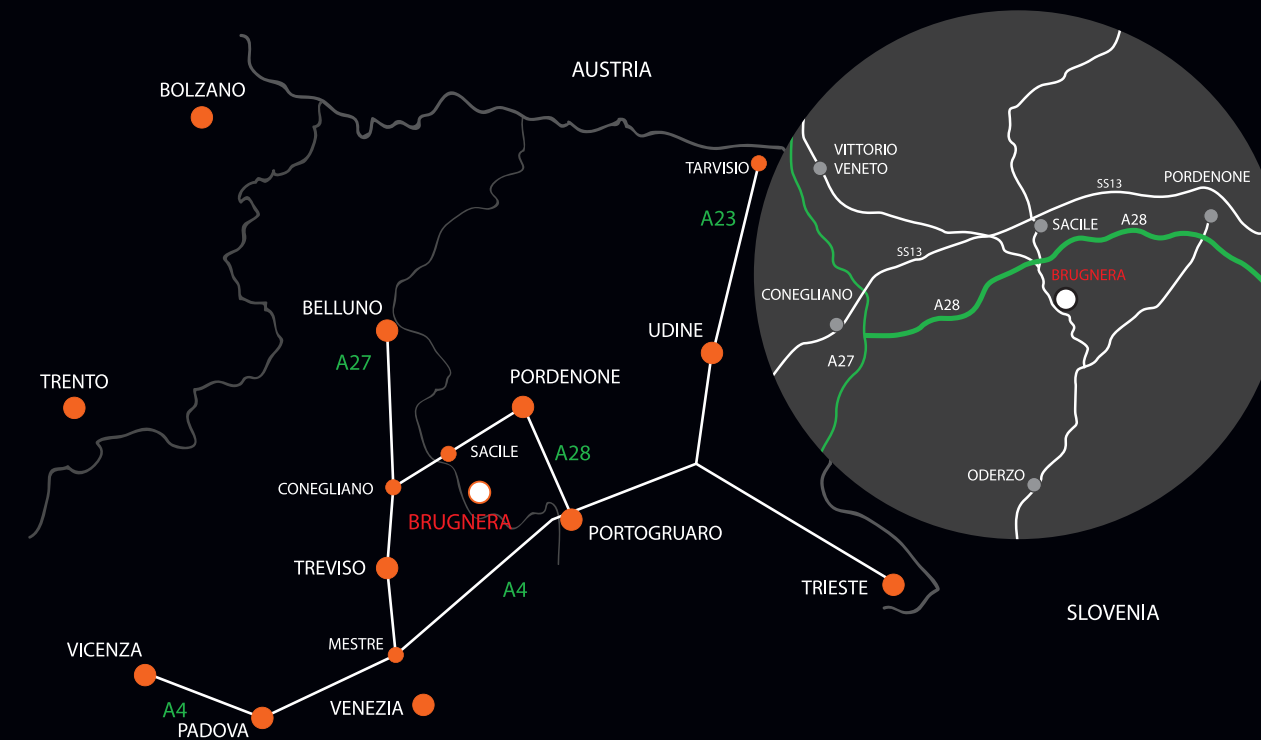 AUSTRIA
BOLZANO
TARVISIO
A23
BELLUNO
A27
UDINE
TRENTO
PORDENONE
SACILE
A28
CONEGLIANO
BRUGNERA
PORTOGRUARO
TREVISO
A4
TRIESTE
SLOVENIA
MESTRE
VICENZA
A4
PADOVA
VENEZIA
VITTORIO
VENETO
PORDENONE
SS13
SACILE
A28
SS13
BRUGNERA
CONEGLIANO
A28
A27
ODERZO